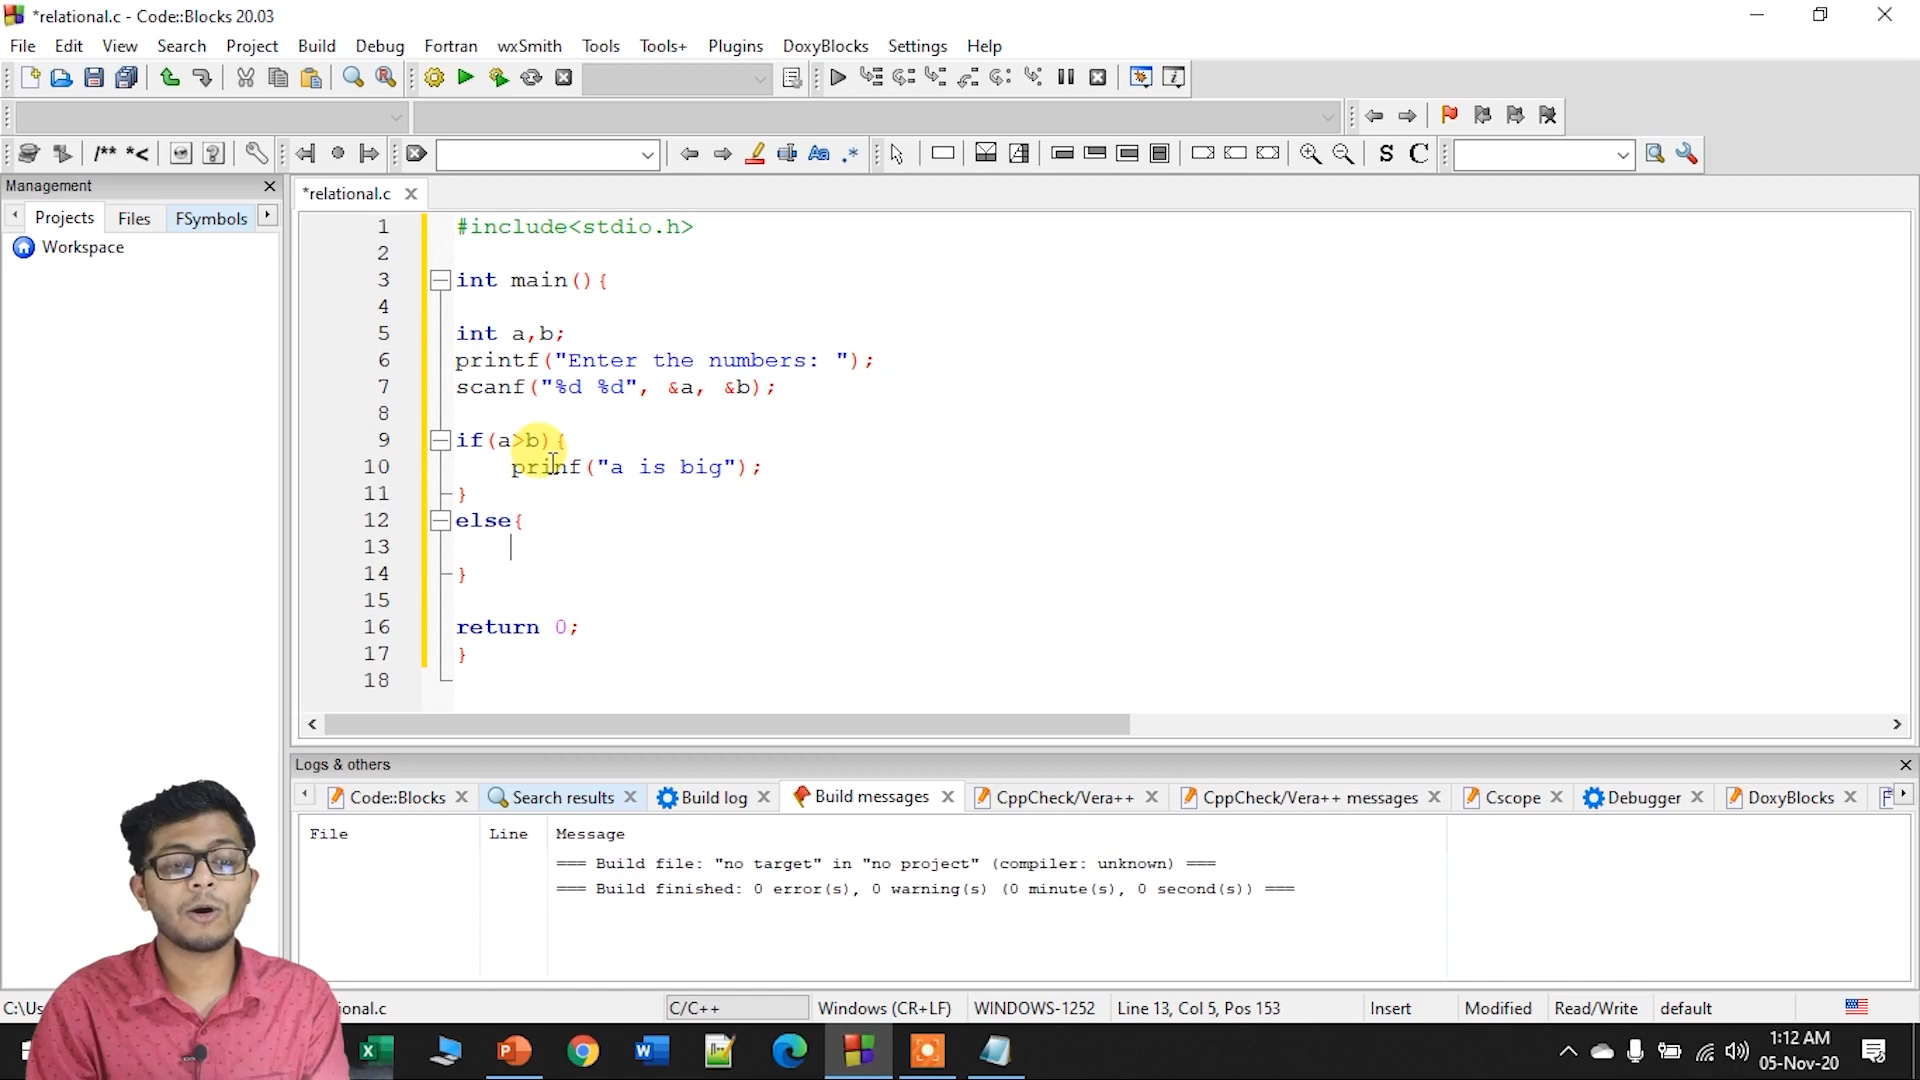 *relational.c - Code::Blocks 20.03
File Edit View Search Project Build Debug Fortran wxSmith Tools Tools+ Plugins DoxyBlocks Settings Help
/** *<
S C
Management
Projects Files FSymbols
Workspace
*relational.c
1 #include<stdio.h>
2
3 int main(){
4
5 int a,b;
6 printf("Enter the numbers: ");
7 scanf("%d %d", &a, &b);
8
9 if(a>b){
10 prinf("a is big");
11 }
12 else{
13
14 }
15
16 return 0;
17 }
18
Logs & others
Code::Blocks Search results Build log Build messages CppCheck/Vera++ CppCheck/Vera++ messages Cscope Debugger DoxyBlocks
File Line Message
=== Build file: "no target" in "no project" (compiler: unknown) ===
=== Build finished: 0 error(s), 0 warning(s) (0 minute(s), 0 second(s)) ===
C:\Us ional.c C/C++ Windows (CR+LF) WINDOWS-1252 Line 13, Col 5, Pos 153 Insert Modified Read/Write default
1:12 AM
05-Nov-20